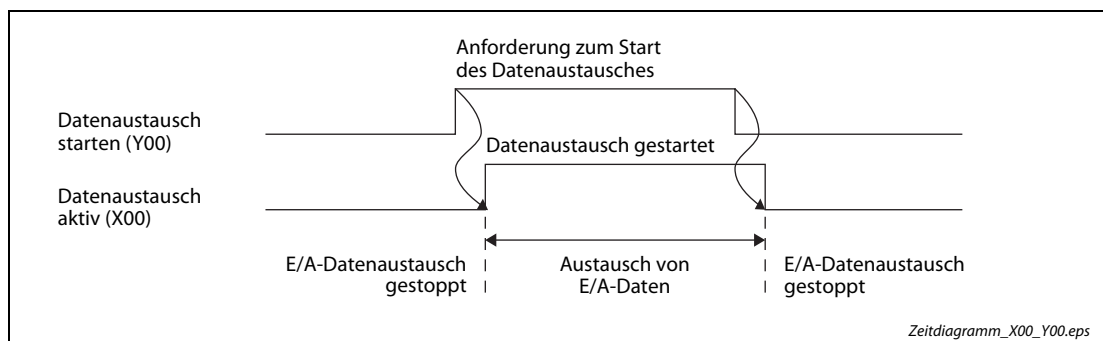 Anforderung zum Start
des Datenaustausches
Datenaustausch
starten (Y00)
Datenaustausch gestartet
Datenaustausch
aktiv (X00)
E/A-Datenaustausch
gestoppt
Austausch von
E/A-Daten
E/A-Datenaustausch
gestoppt
Zeitdiagramm_X00_Y00.eps